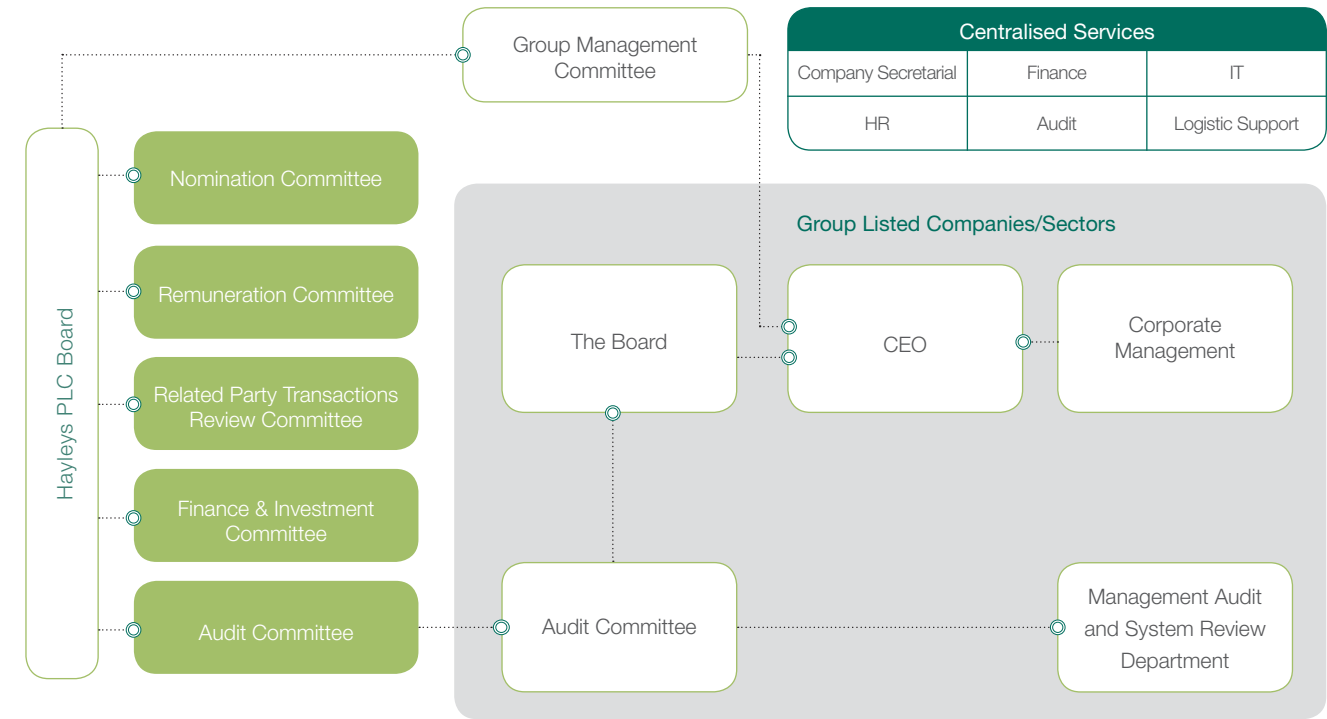 Group Management
Committee
Centralised Services
Company Secretarial
Finance
IT
HR
Audit
Logistic Support
Hayleys PLC Board
Nomination Committee
Remuneration Committee
Related Party Transactions
Review Committee
Finance & Investment
Committee
Audit Committee
Group Listed Companies/Sectors
The Board
CEO
Corporate
Management
Audit Committee
Management Audit
and System Review
Department